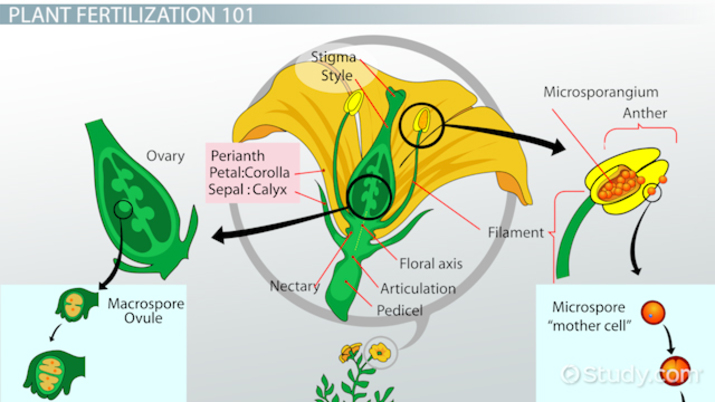 PLANT FERTILIZATION 101
Stigma
Style
Microsporangium
Anther
Ovary
Perianth
Petal:Corolla
Sepal : Calyx
Filament
Floral axis
Nectary
Articulation
Pedicel
Macrospore
Ovule
Microspore
"mother cell"
Study.com